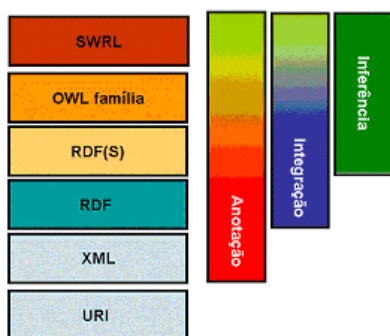 SWRL
OWL família
RDF(S)
RDF
XML
URI
Anotação
Integração
Inferência